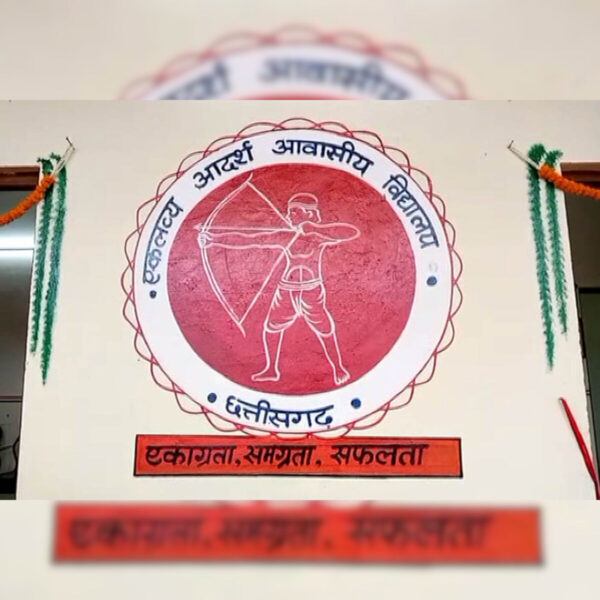 एकलव्य आदर्श आवासीय विद्यालय
छत्तीसगढ़
एकाग्रता, समग्रता, सफलता